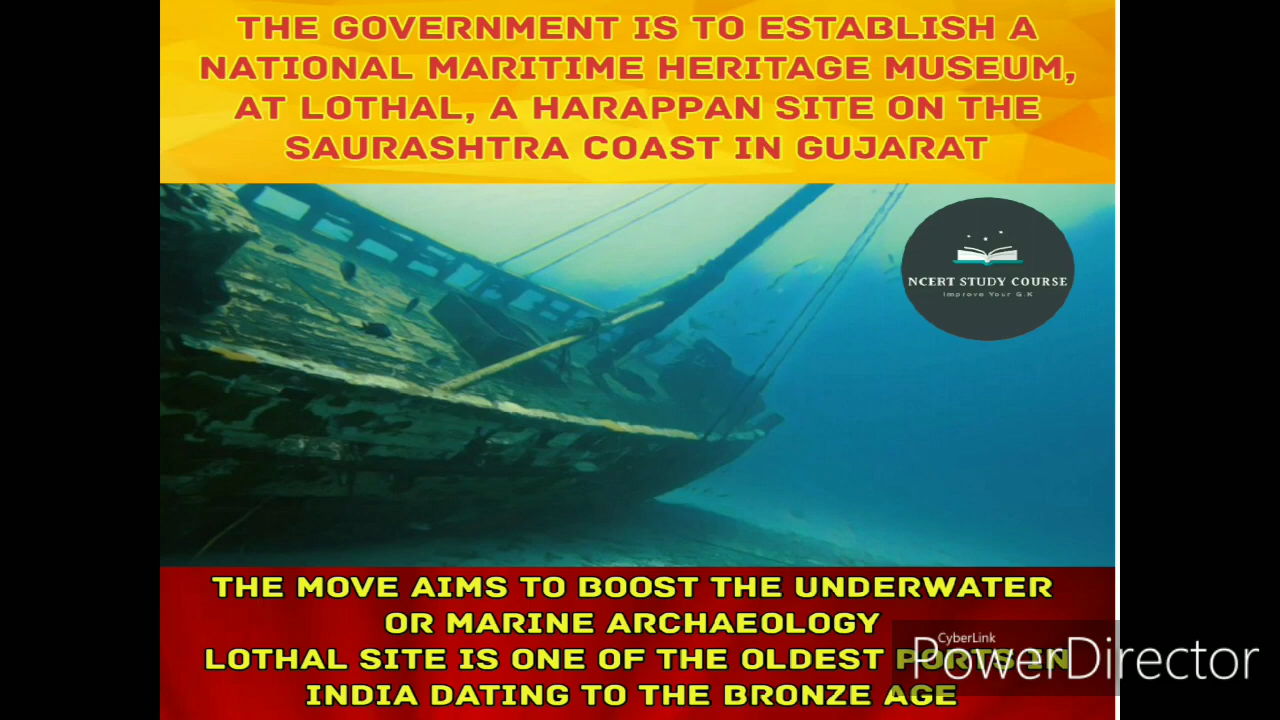 THE GOVERNMENT IS TO ESTABLISH A
NATIONAL MARITIME HERITAGE MUSEUM,
AT LOTHAL, A HARAPPAN SITE ON THE
SAURASHTRA COAST IN GUJARAT
NCERT STUDY COURSE
Improve Your G.K
THE MOVE AIMS TO BOOST THE UNDERWATER
OR MARINE ARCHAEOLOGY
LOTHAL SITE IS ONE OF THE OLDEST PORTS IN
INDIA DATING TO THE BRONZE AGE
CyberLink
PowerDirector